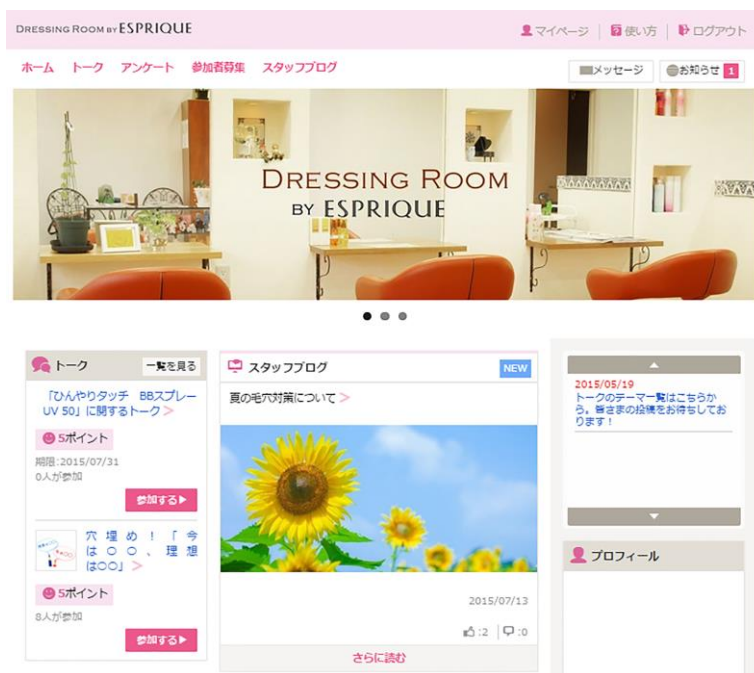 DRESSING ROOM BY ESPRIQUE
マイページ 使い方 ログアウト
ホーム トーク アンケート 参加者募集 スタッフブログ
メッセージ お知らせ 1
DRESSING ROOM
BY ESPRIQUE
トーク 一覧を見る
「ひんやりタッチ BBスプレー
UV 50」に関するトーク >
5ポイント
期限:2015/07/31
0人が参加
参加する▶
穴埋め!「今
は〇〇、理想
は〇〇」 >
5ポイント
8人が参加
参加する▶
スタッフブログ NEW
夏の毛穴対策について >
2015/07/13
:2 :0
さらに読む
2015/05/19
トークのテーマ一覧はこちらか
ら。皆さまの投稿をお待ちしてお
ります!
プロフィール